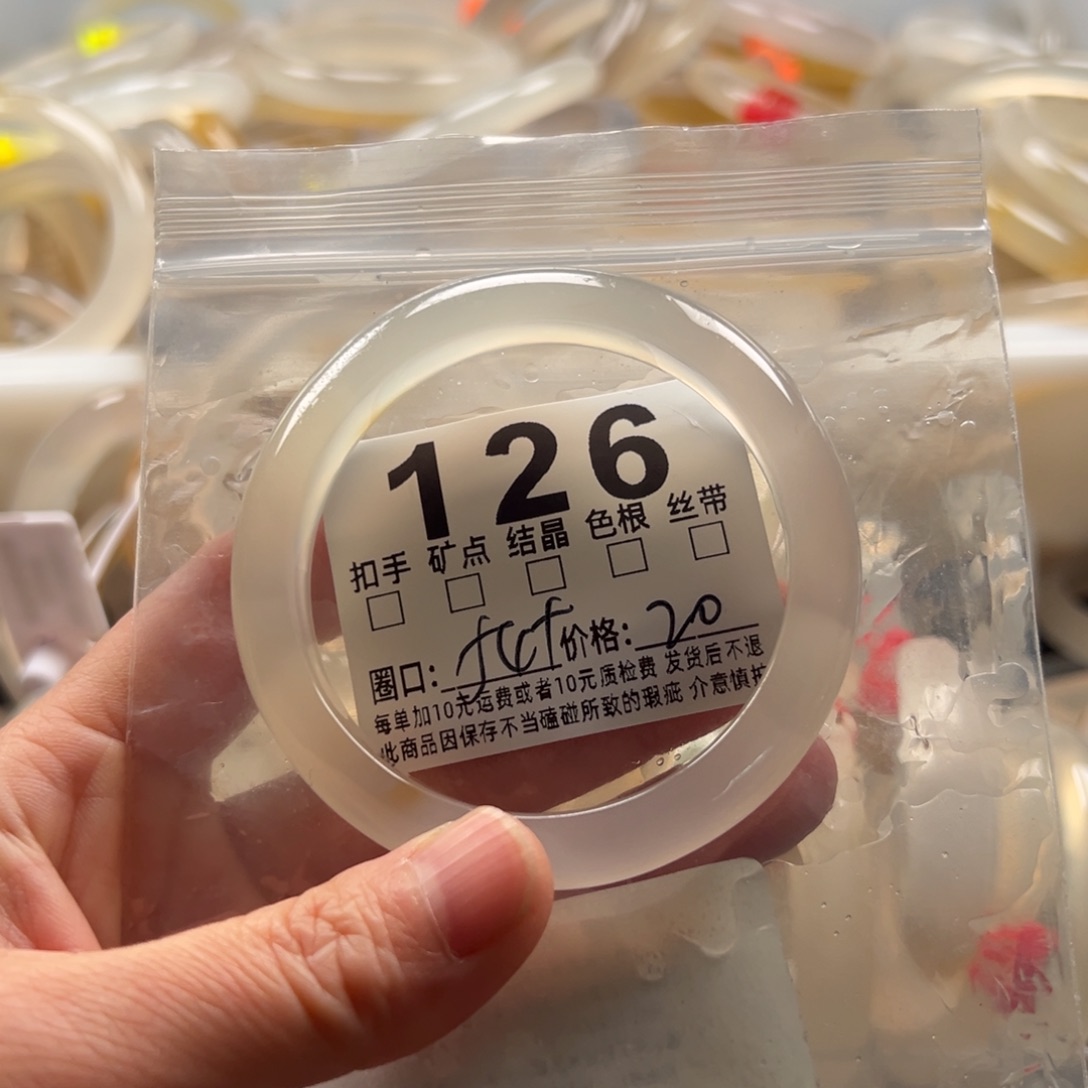 126
扣手 矿点 结晶 色根 丝带
圈口: 价格:
每单加10元运费或者10元质检费 发货后不退
此商品因保存不当磕碰所致的瑕疵 介意慎拍